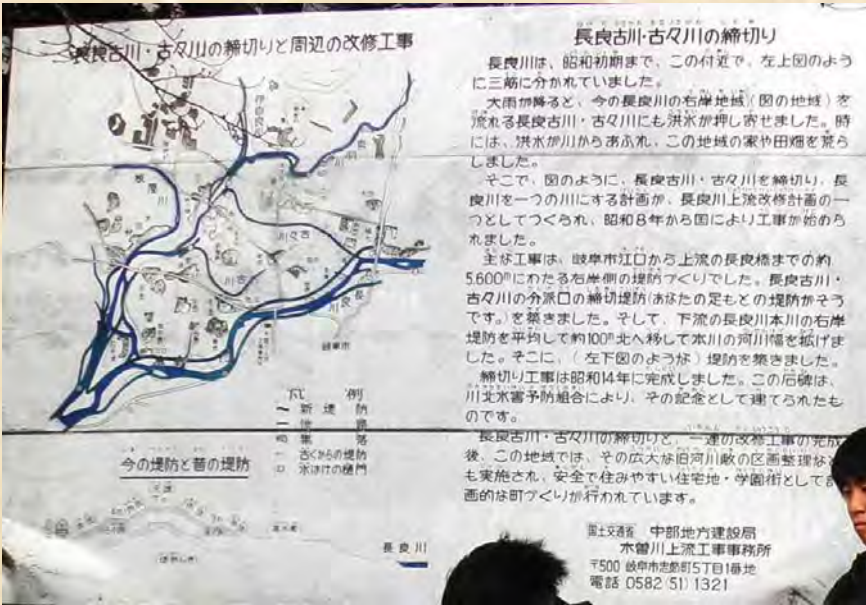 長良古川・古々川の締切りと周辺の改修工事
伊自良川
板屋川
長良川
古々川
古川
長良川
岐阜市
凡例
新堤防
集落
古くからの堤防
水はけの樋門
今の堤防と昔の堤防
長良川
長良古川・古々川の締切り
長良川は、昭和初期まで、この付近で、左上図のよう
に三筋に分かれていました。
大雨が降ると、今の長良川の右岸地域(図の地域)を
流れる長良古川・古々川にも洪水が押し寄せました。時
には、洪水が川からあふれ、この地域の家や田畑を荒ら
しました。
そこで、図のように、長良古川・古々川を締切り、長
良川を一つの川にする計画が、長良川上流改修計画の一
つとしてつくられ、昭和8年から国により工事が始めら
れました。
主な工事は、岐阜市江口から上流の長良橋までの約
5.600mにわたる右岸側の堤防づくりでした。長良古川・
古々川の分派口の締切堤防(あなたの足もとの堤防がそう
です。)を築きました。そして、下流の長良川本川の右岸
堤防を平均して約100m北へ移して本川の河川幅を拡げま
した。そこに、(左下図のような)堤防を築きました。
締切り工事は昭和14年に完成しました。この石碑は、
川北水害予防組合により、その記念として建てられたも
のです。
長良古川・古々川の締切りと、一連の改修工事の完成
後、この地域では、その広大な旧河川敷の区画整理な
も実施され、安全で住みやすい住宅地・学園街として計
画的な町づくりが行われています。
国土交通省 中部地方建設局
木曽川上流工事事務所
〒500 岐阜市忠節町5丁目1番地
電話 0582(51)1321